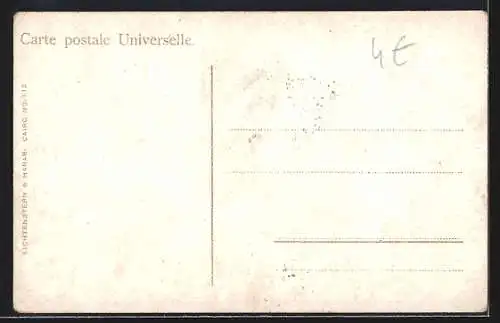 Carte postale Universelle.
4€
LICHTENSTERN & HARARI, CAIRO. NO. 112